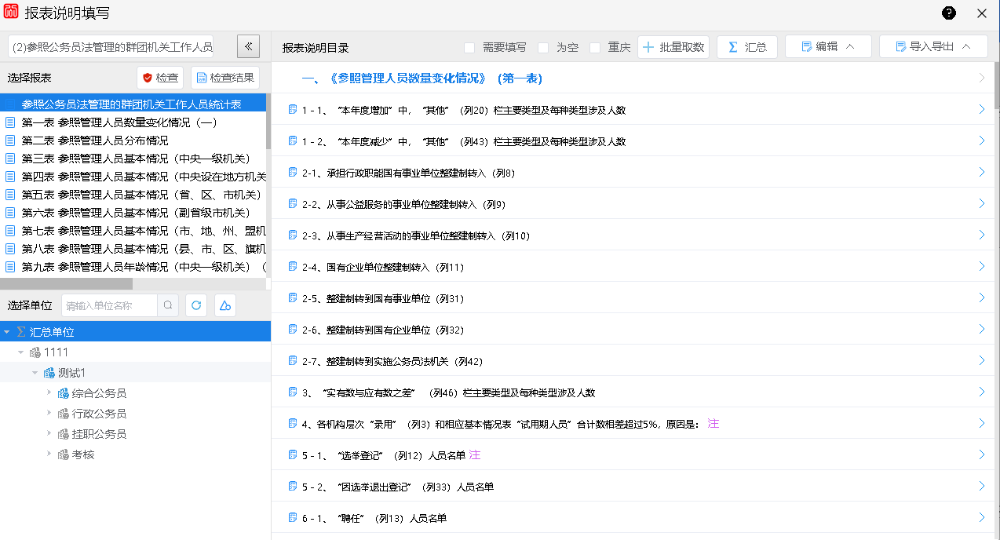 报表说明填写
(2)参照公务员法管理的群团机关工作人员
«
报表说明目录
需要填写
为空
重庆
批量取数
汇总
编辑
导入导出
选择报表
检查
检查结果
参照公务员法管理的群团机关工作人员统计表
第一表 参照管理人员数量变化情况（一）
第二表 参照管理人员分布情况
第三表 参照管理人员基本情况（中央一级机关）
第四表 参照管理人员基本情况（中央设在地方机关
第五表 参照管理人员基本情况（省、区、市机关）
第六表 参照管理人员基本情况（副省级市机关）
第七表 参照管理人员基本情况（市、地、州、盟机
第八表 参照管理人员基本情况（县、市、区、旗机
第九表 参照管理人员年龄情况（中央一级机关）（
选择单位
请输入单位名称
汇总单位
1111
测试1
综合公务员
行政公务员
挂职公务员
考核
一、《参照管理人员数量变化情况》（第一表）
1－1、“本年度增加”中，“其他”（列20）栏主要类型及每种类型涉及人数
1－2、“本年度减少”中，“其他”（列43）栏主要类型及每种类型涉及人数
2-1、承担行政职能国有事业单位整建制转入（列8）
2-2、从事公益服务的事业单位整建制转入（列9）
2-3、从事生产经营活动的事业单位整建制转入（列10）
2-4、国有企业单位整建制转入（列11）
2-5、整建制转到国有事业单位（列31）
2-6、整建制转到国有企业单位（列32）
2-7、整建制转到实施公务员法机关（列42）
3、“实有数与应有数之差”（列46）栏主要类型及每种类型涉及人数
4、各机构层次“录用”（列3）和相应基本情况表“试用期人员”合计数相差超过5%，原因是： 注
5－1、“选举登记”（列12）人员名单 注
5－2、“因选举退出登记”（列33）人员名单
6－1、“聘任”（列13）人员名单